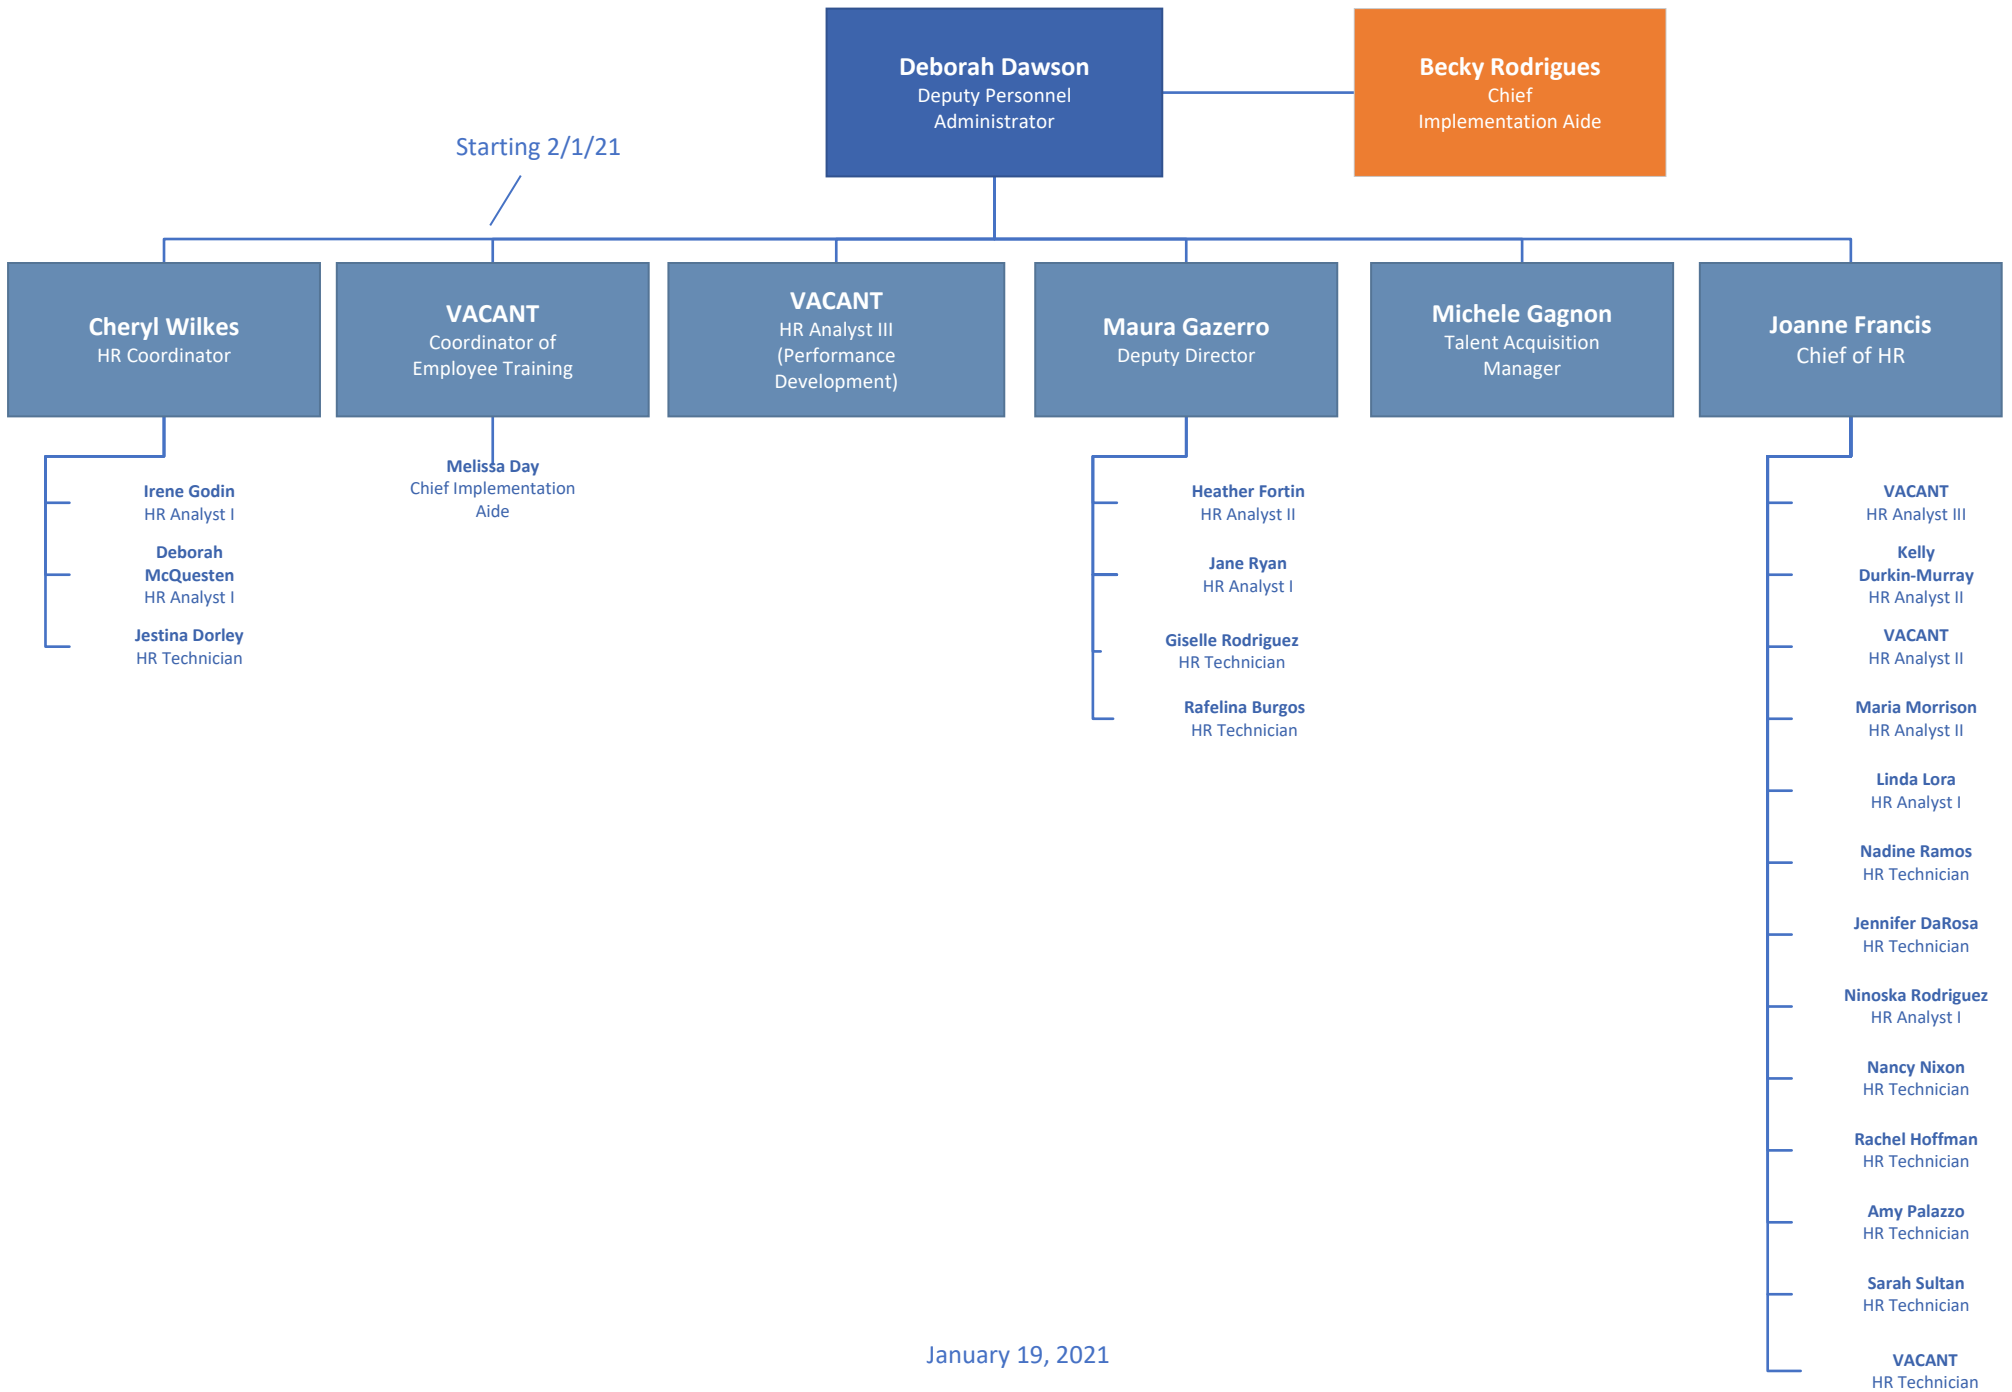 Deborah Dawson
Deputy Personnel
Administrator
Becky Rodrigues
Chief
Implementation Aide
Starting 2/1/21
Cheryl Wilkes
HR Coordinator
VACANT
Coordinator of
Employee Training
VACANT
HR Analyst III
(Performance
Development)
Maura Gazerro
Deputy Director
Michele Gagnon
Talent Acquisition
Manager
Joanne Francis
Chief of HR
Irene Godin
HR Analyst I
Deborah
McQuesten
HR Analyst I
Jestina Dorley
HR Technician
Melissa Day
Chief Implementation
Aide
Heather Fortin
HR Analyst II
Jane Ryan
HR Analyst I
Giselle Rodriguez
HR Technician
Rafelina Burgos
HR Technician
VACANT
HR Analyst III
Kelly
Durkin-Murray
HR Analyst II
VACANT
HR Analyst II
Maria Morrison
HR Analyst II
Linda Lora
HR Analyst I
Nadine Ramos
HR Technician
Jennifer DaRosa
HR Technician
Ninoska Rodriguez
HR Analyst I
Nancy Nixon
HR Technician
Rachel Hoffman
HR Technician
Amy Palazzo
HR Technician
Sarah Sultan
HR Technician
VACANT
HR Technician
January 19, 2021